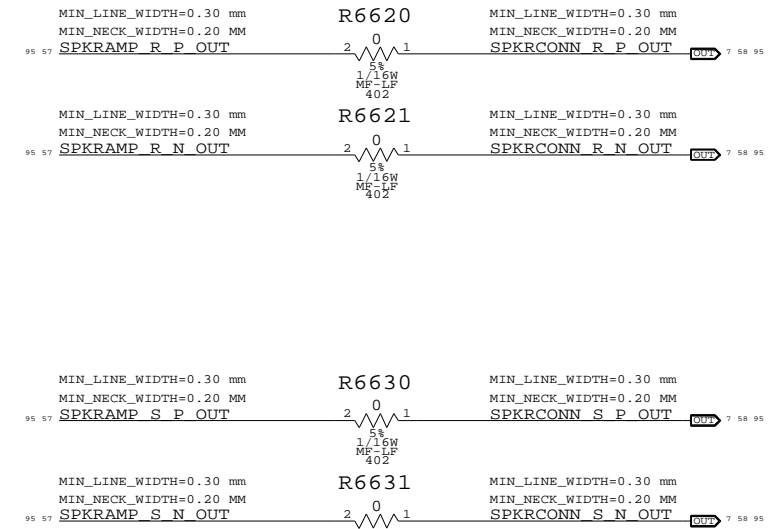 MIN_LINE_WIDTH=0.30 mm
MIN_NECK_WIDTH=0.20 MM
95 57 SPKRAMP_R_P_OUT
R6620
2 0 1
5%
1/16W
MF-LF
402
MIN_LINE_WIDTH=0.30 mm
MIN_NECK_WIDTH=0.20 MM
SPKRCONN_R_P_OUT OUT 7 58 95
MIN_LINE_WIDTH=0.30 mm
MIN_NECK_WIDTH=0.20 MM
95 57 SPKRAMP_R_N_OUT
R6621
2 0 1
5%
1/16W
MF-LF
402
MIN_LINE_WIDTH=0.30 mm
MIN_NECK_WIDTH=0.20 MM
SPKRCONN_R_N_OUT OUT 7 58 95
MIN_LINE_WIDTH=0.30 mm
MIN_NECK_WIDTH=0.20 MM
95 57 SPKRAMP_S_P_OUT
R6630
2 0 1
5%
1/16W
MF-LF
402
MIN_LINE_WIDTH=0.30 mm
MIN_NECK_WIDTH=0.20 MM
SPKRCONN_S_P_OUT OUT 7 58 95
MIN_LINE_WIDTH=0.30 mm
MIN_NECK_WIDTH=0.20 MM
95 57 SPKRAMP_S_N_OUT
R6631
2 0 1
MIN_LINE_WIDTH=0.30 mm
MIN_NECK_WIDTH=0.20 MM
SPKRCONN_S_N_OUT OUT 7 58 95